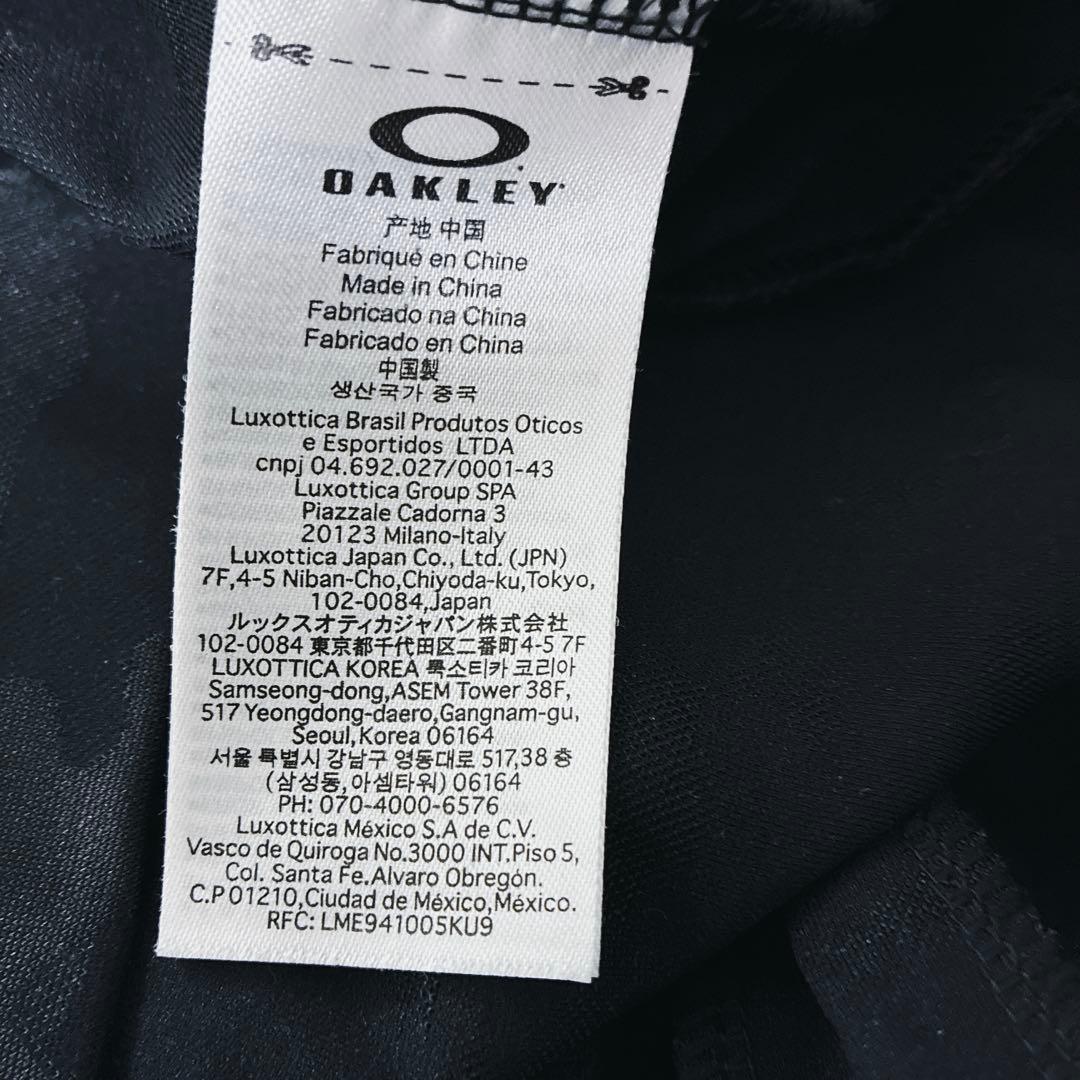 OAKLEY
产地 中国
Fabriqué en Chine
Made in China
Fabricado na China
Fabricado en China
中国製
생산국가 중국
Luxottica Brasil Produtos Oticos
e Esportidos LTDA
cnpj 04.692.027/0001-43
Luxottica Group SPA
Piazzale Cadorna 3
20123 Milano-Italy
Luxottica Japan Co., Ltd. (JPN)
7F,4-5 Niban-Cho,Chiyoda-ku,Tokyo,
102-0084,Japan
ルックスオティカジャパン株式会社
102-0084 東京都千代田区二番町4-5 7F
LUXOTTICA KOREA 룩소티카 코리아
Samseong-dong,ASEM Tower 38F,
517 Yeongdong-daero,Gangnam-gu,
Seoul,Korea 06164
서울 특별시 강남구 영동대로 517,38 층
(삼성동,아셈타워) 06164
PH: 070-4000-6576
Luxottica México S.A de C.V.
Vasco de Quiroga No.3000 INT.Piso 5,
Col. Santa Fe.Alvaro Obregón.
C.P 01210,Ciudad de México,México.
RFC: LME941005KU9